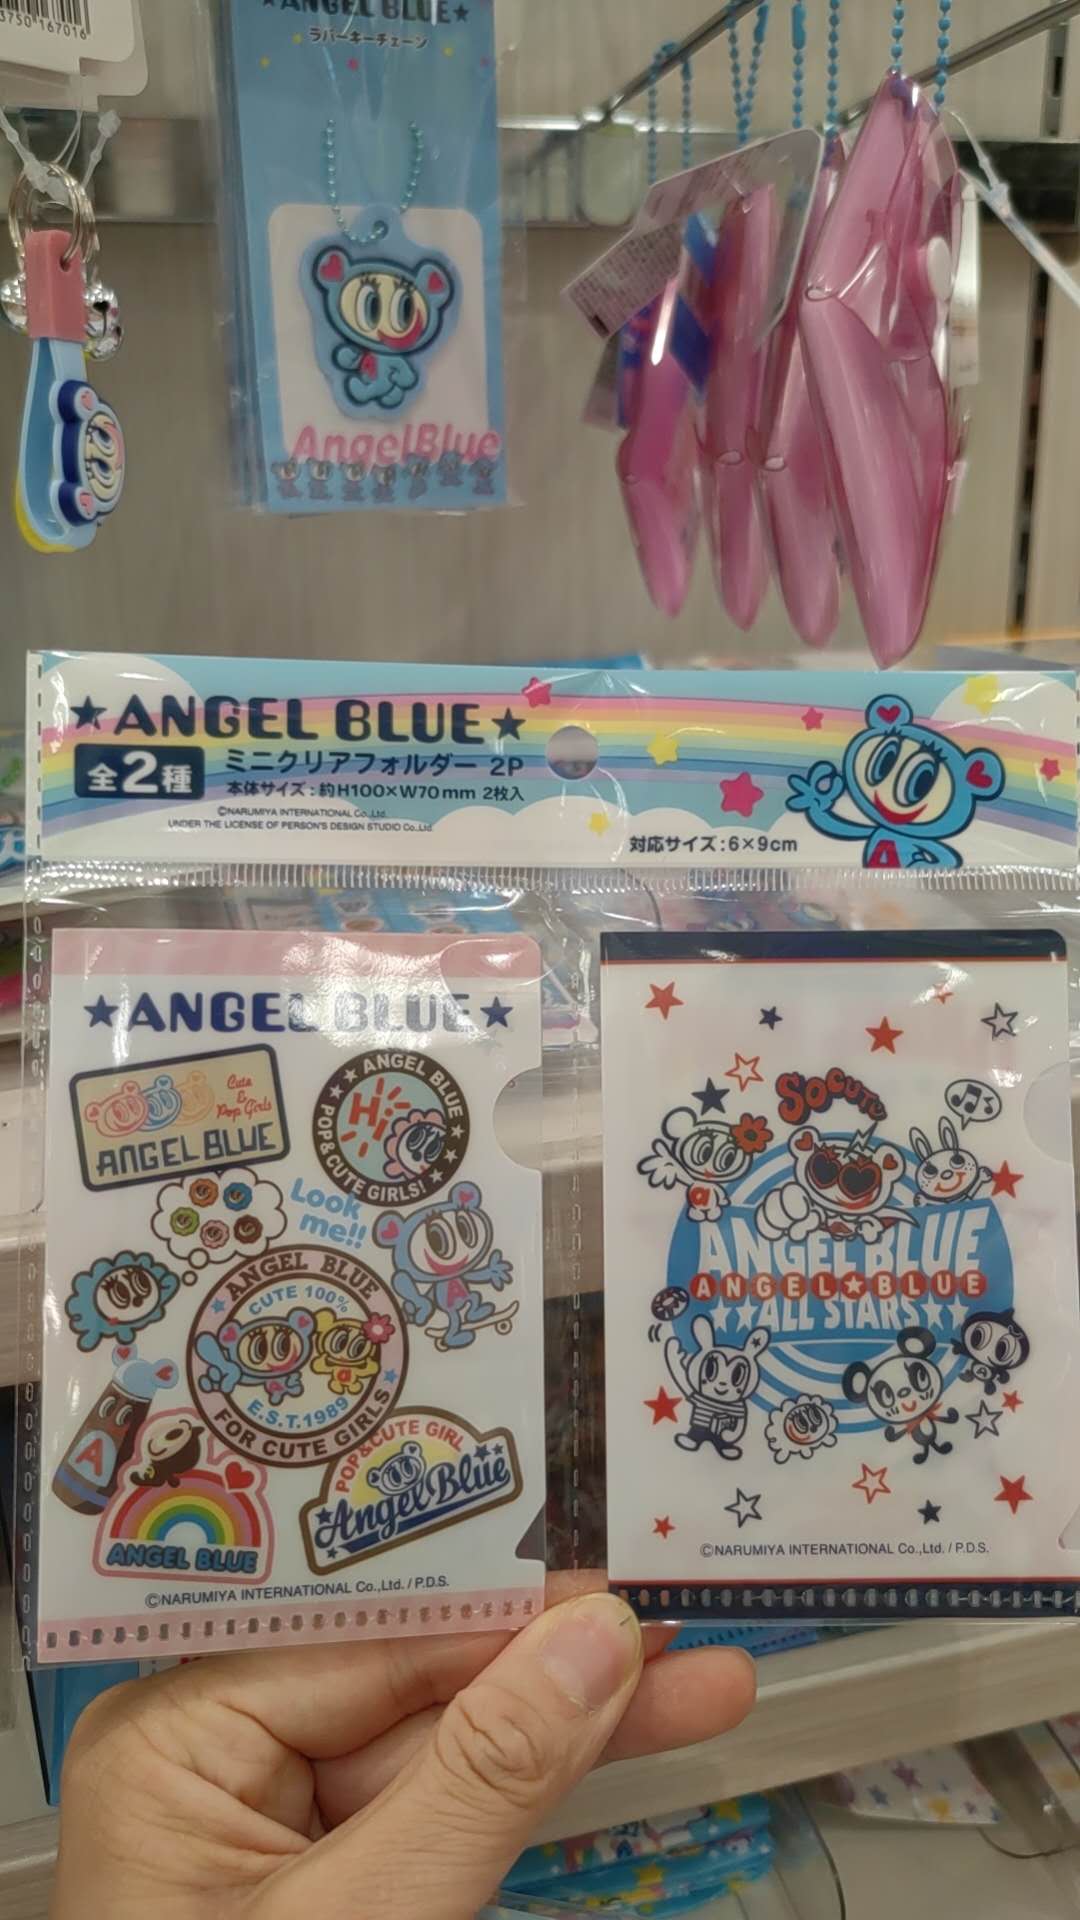 3750 167016
★ANGEL BLUE★
ラバーキーチェーン
AngelBlue
★ANGEL BLUE★
全2種
ミニクリアフォルダー 2P
本体サイズ：約H100×W70mm 2枚入
©NARUMIYA INTERNATIONAL Co.,Ltd.
UNDER THE LICENSE OF PERSON'S DESIGN STUDIO Co.,Ltd.
対応サイズ：6×9cm
★ANGEL BLUE★
Cute
&
Pop Girls
ANGEL BLUE
★★ANGEL BLUE★★
Hi
POP&CUTE GIRLS!
Look
me!!
A
ANGEL BLUE
CUTE 100%
a
E.S.T.1989
FOR CUTE GIRLS
A
ANGEL BLUE
POP&CUTE GIRL
★AngelBlue
©NARUMIYA INTERNATIONAL Co.,Ltd. / P.D.S.
SOCUTE
a
ANGEL BLUE
ANGEL★BLUE
★★ALL STARS★★
©NARUMIYA INTERNATIONAL Co.,Ltd. / P.D.S.